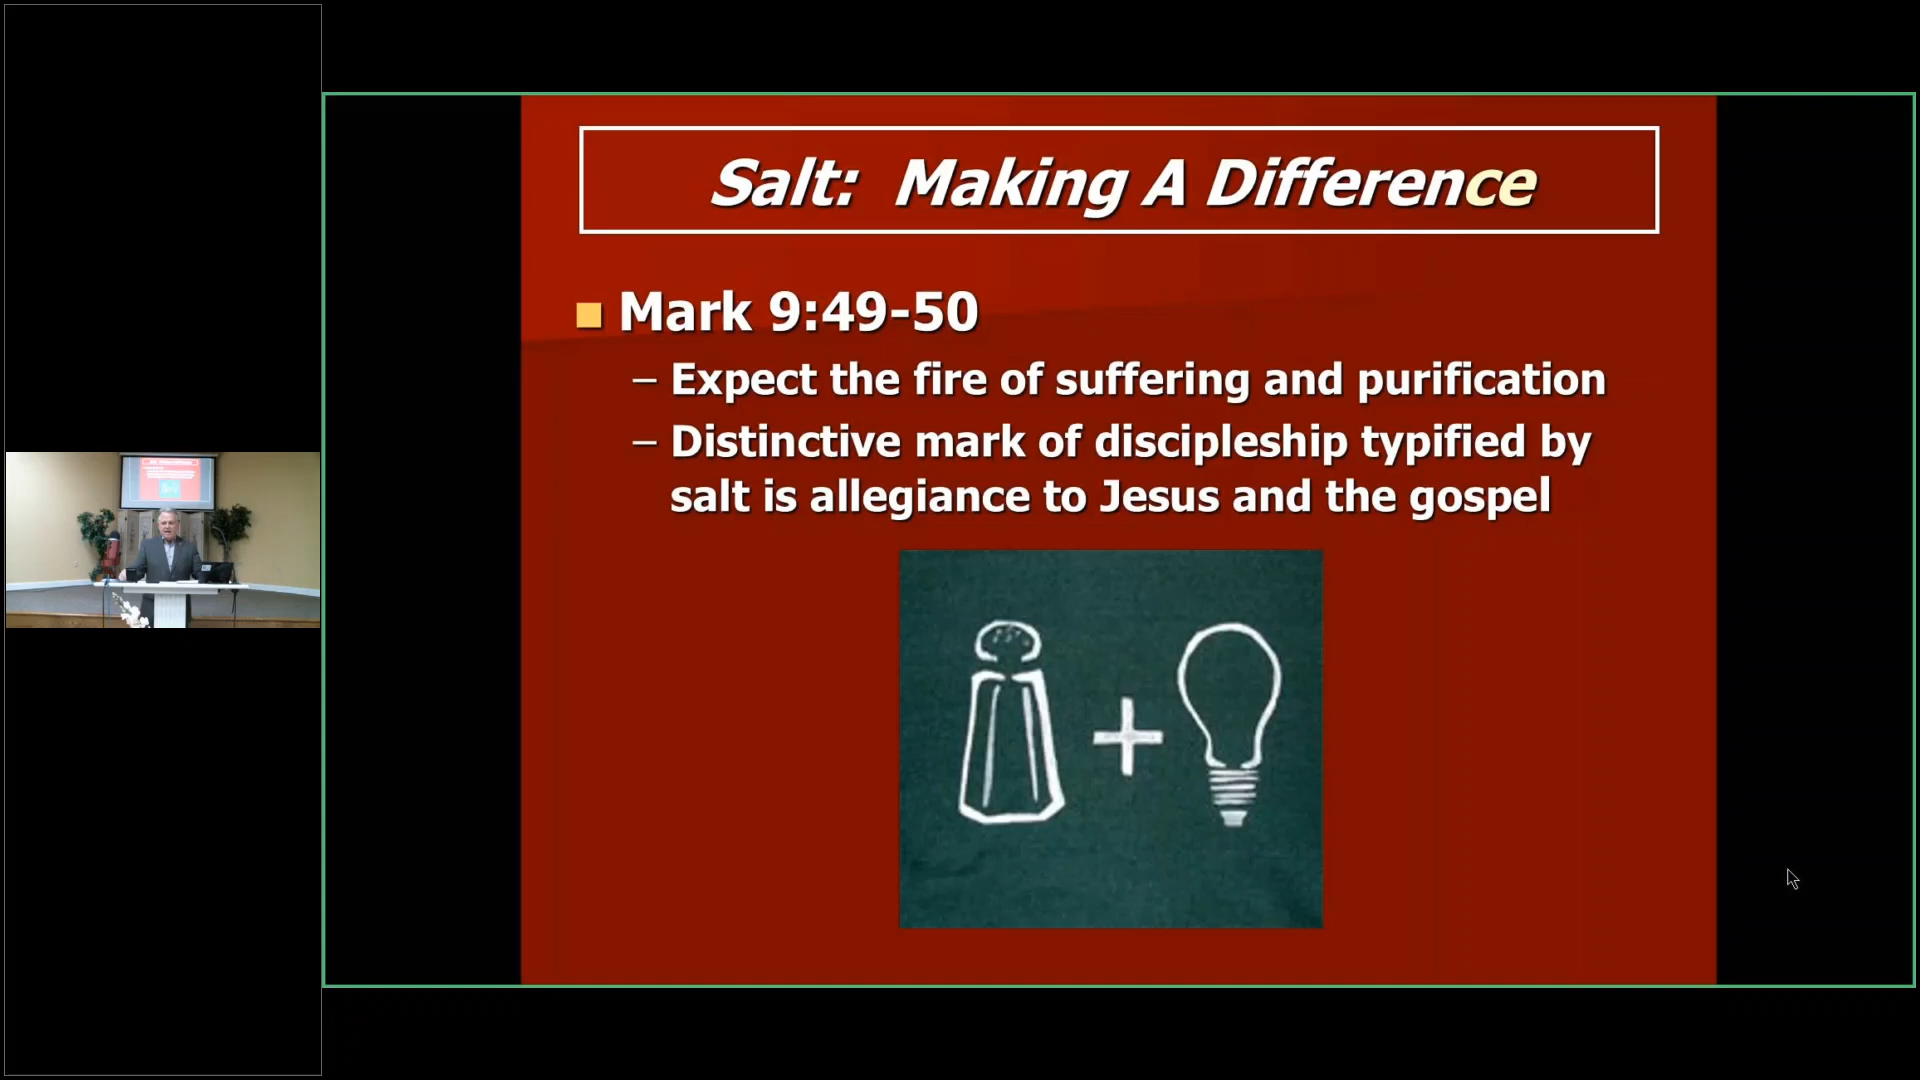 Salt: Making A Difference
Mark 9:49-50
– Expect the fire of suffering and purification
– Distinctive mark of discipleship typified by
salt is allegiance to Jesus and the gospel